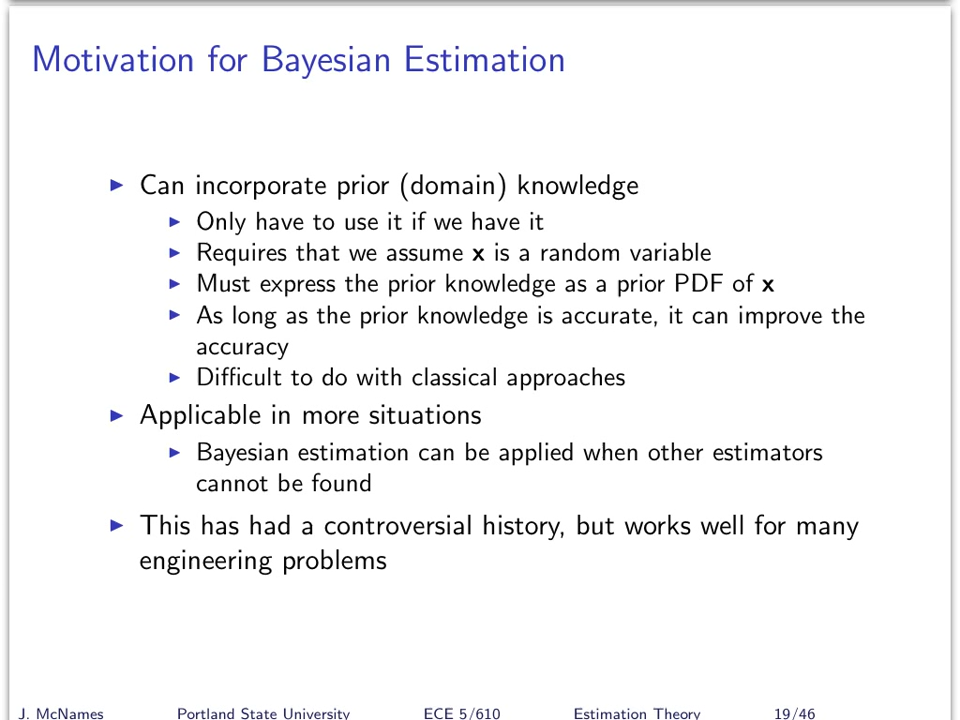 Motivation for Bayesian Estimation
► Can incorporate prior (domain) knowledge
► Only have to use it if we have it
► Requires that we assume x is a random variable
► Must express the prior knowledge as a prior PDF of x
► As long as the prior knowledge is accurate, it can improve the
accuracy
► Difficult to do with classical approaches
► Applicable in more situations
► Bayesian estimation can be applied when other estimators
cannot be found
► This has had a controversial history, but works well for many
engineering problems
J. McNames Portland State University ECE 5/610 Estimation Theory 19/46